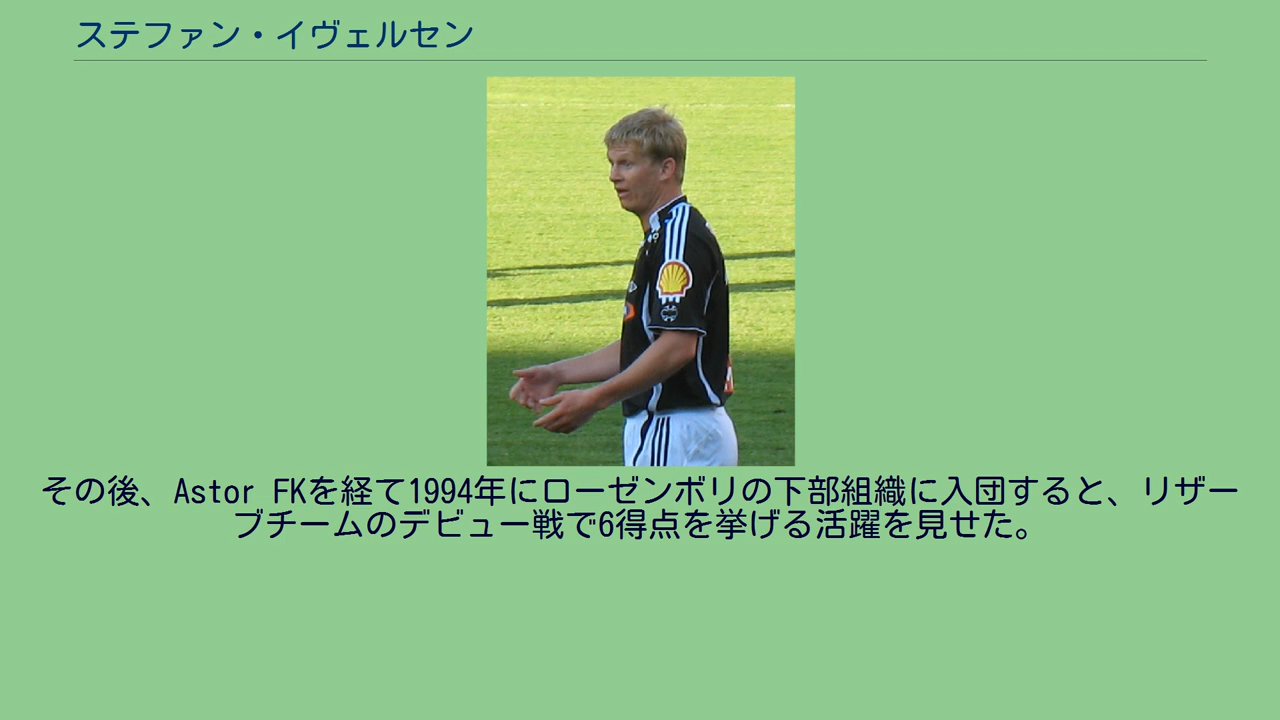 ステファン・イヴェルセン
その後、Astor FKを経て1994年にローゼンボリの下部組織に入団すると、リザー
ブチームのデビュー戦で6得点を挙げる活躍を見せた。